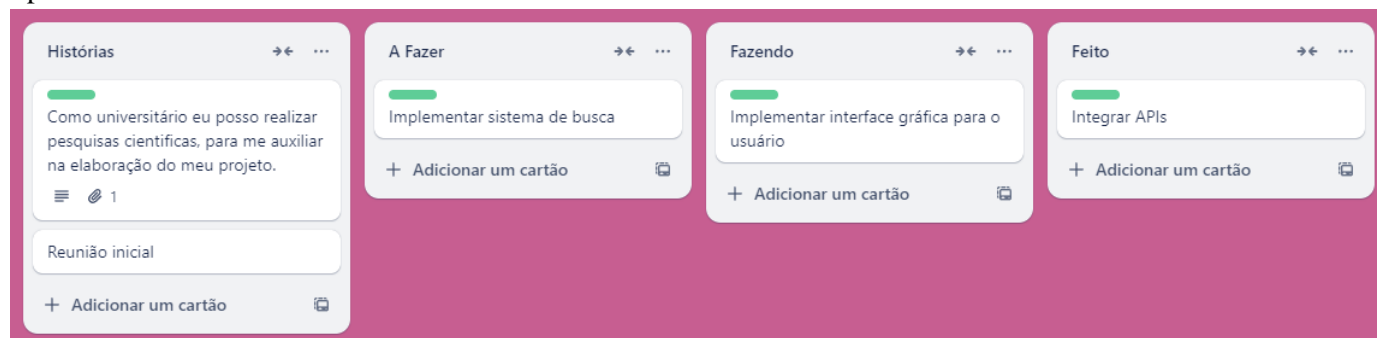 Histórias
Como universitário eu posso realizar
pesquisas cientificas, para me auxiliar
na elaboração do meu projeto.
1
Reunião inicial
+ Adicionar um cartão
A Fazer
Implementar sistema de busca
+ Adicionar um cartão
Fazendo
Implementar interface gráfica para o
usuário
+ Adicionar um cartão
Feito
Integrar APIs
+ Adicionar um cartão